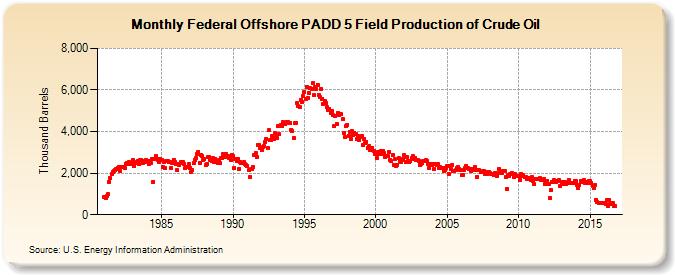 Monthly Federal Offshore PADD 5 Field Production of Crude Oil
Thousand Barrels
8,000
6,000
4,000
2,000
0
1985 1990 1995 2000 2005 2010 2015
Source: U.S. Energy Information Administration